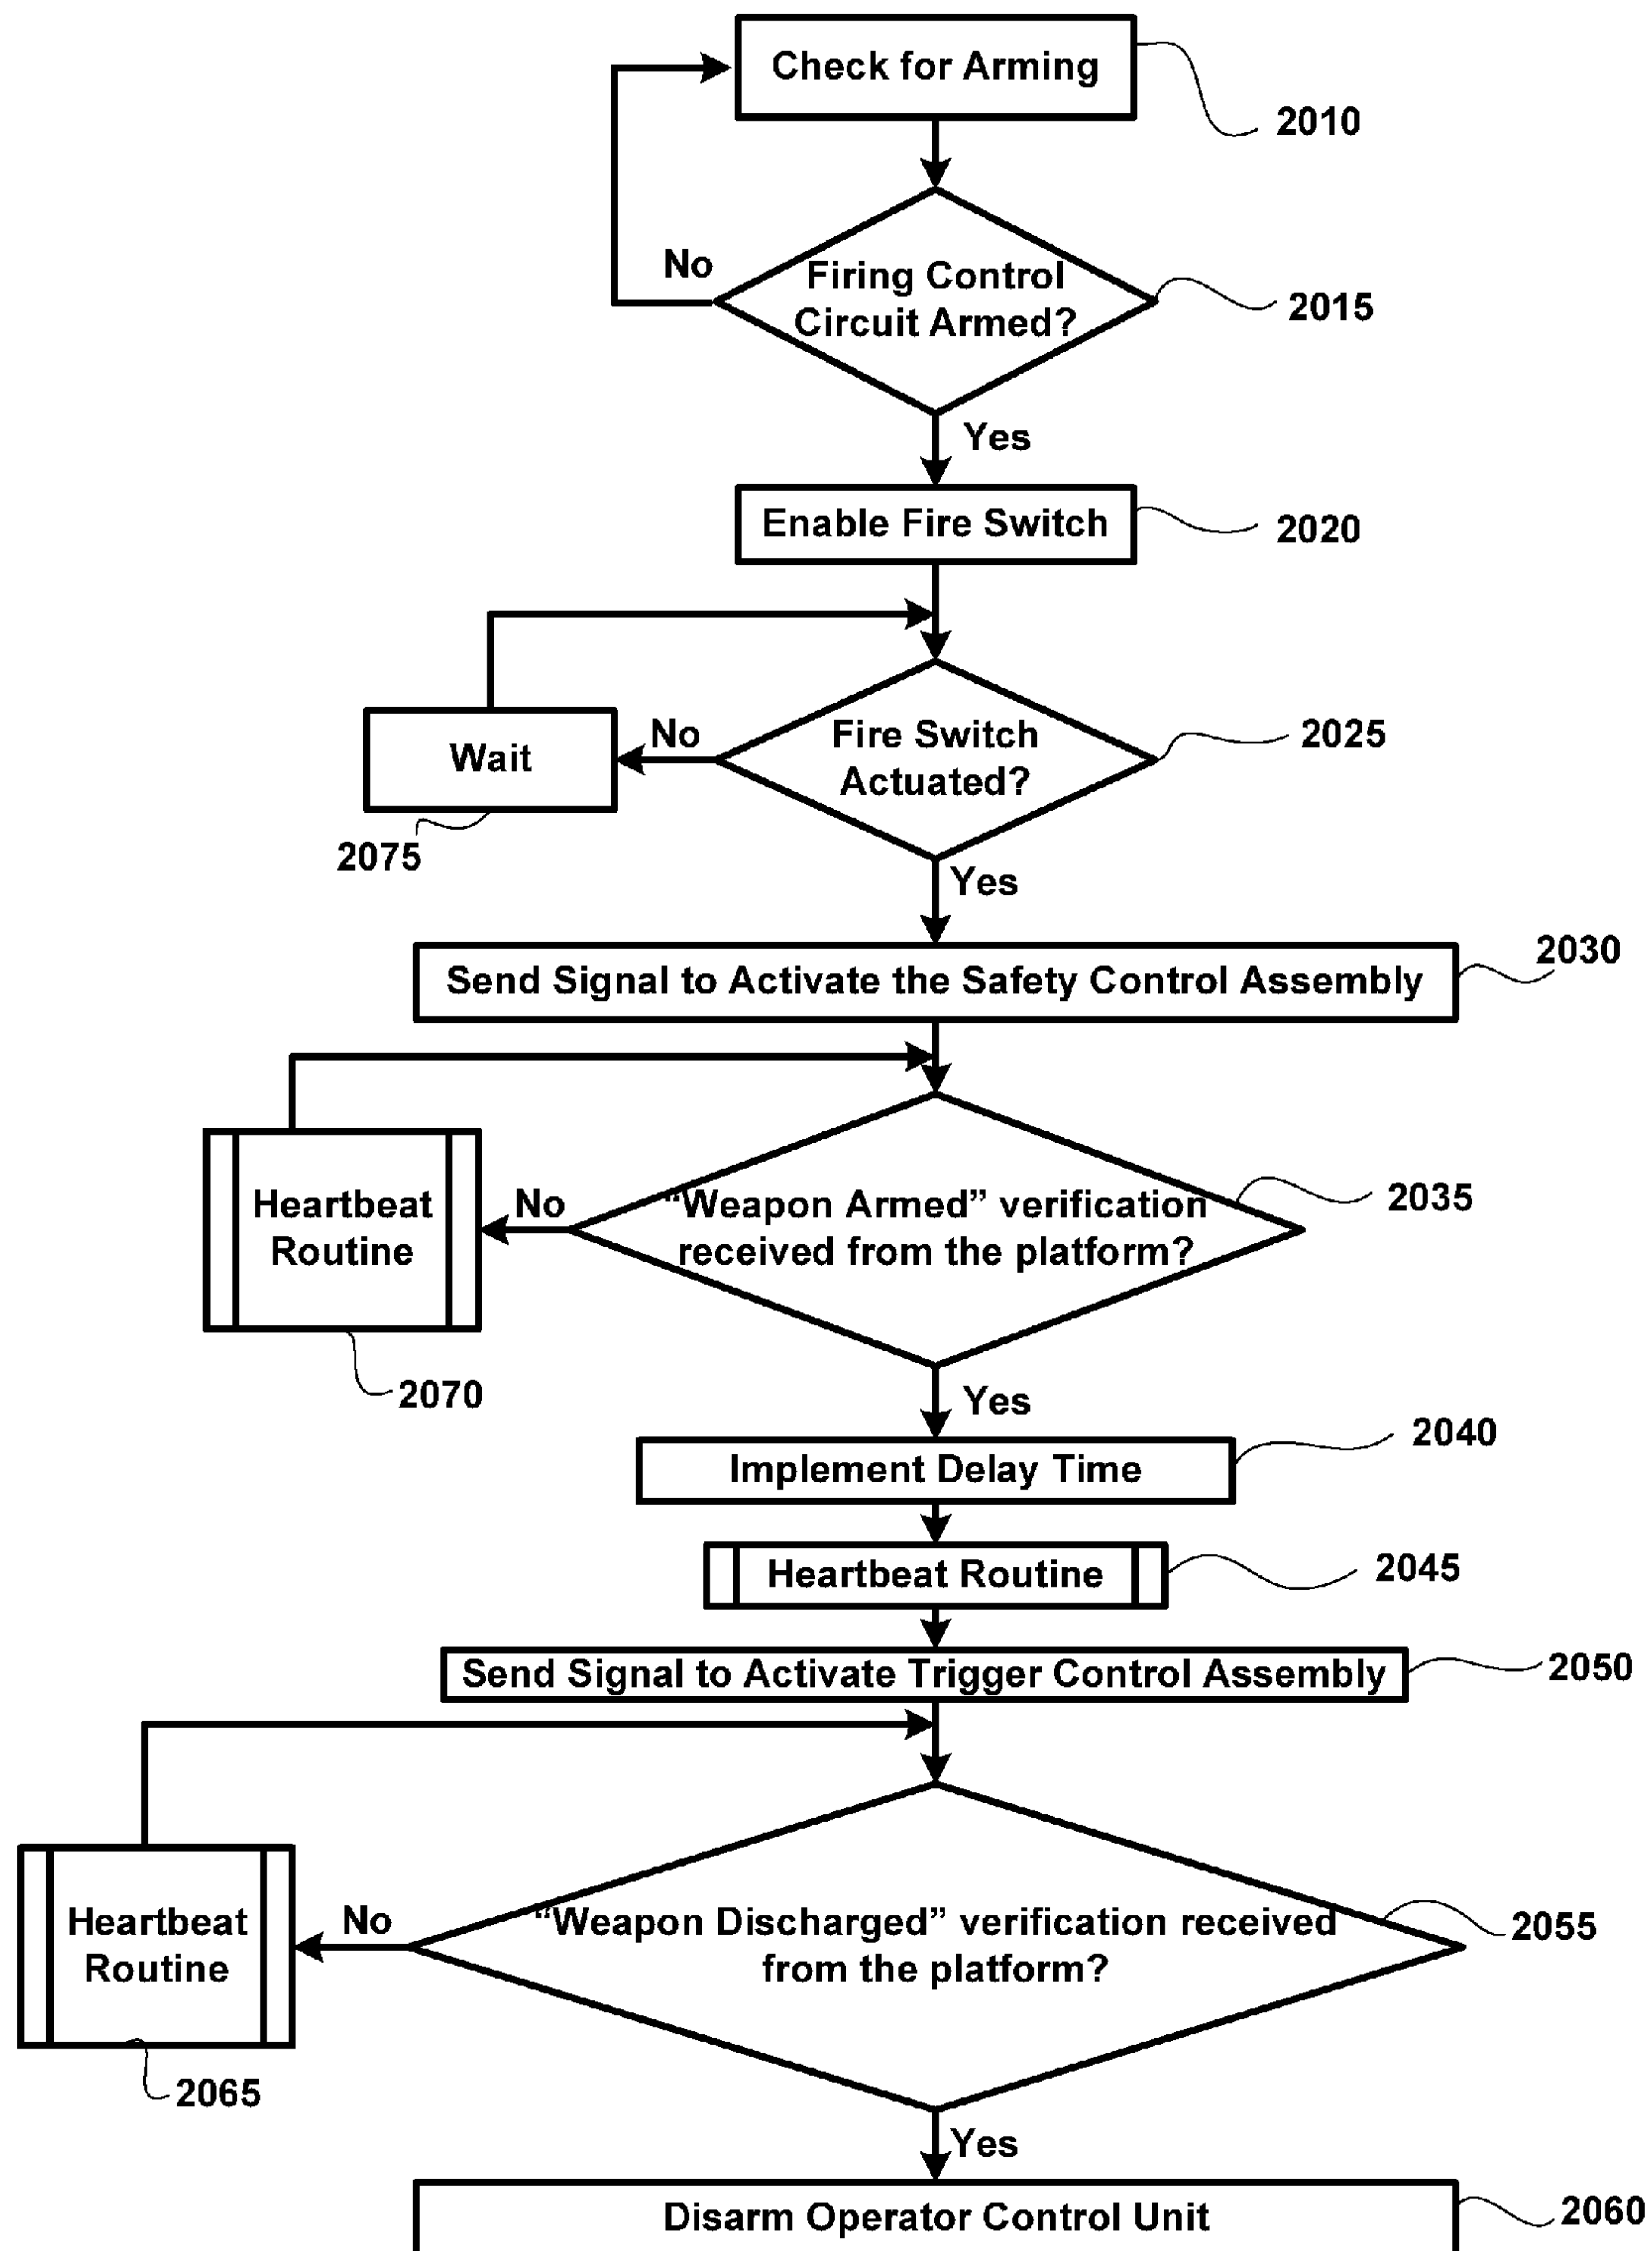 Check for Arming
2010
No
Firing Control
Circuit Armed?
2015
Yes
Enable Fire Switch
2020
Wait
No
Fire Switch
Actuated?
2025
2075
Yes
Send Signal to Activate the Safety Control Assembly
2030
Heartbeat
Routine
No
“Weapon Armed” verification
received from the platform?
2035
2070
Yes
Implement Delay Time
2040
Heartbeat Routine
2045
Send Signal to Activate Trigger Control Assembly
2050
Heartbeat
Routine
No
“Weapon Discharged” verification received
from the platform?
2055
2065
Yes
Disarm Operator Control Unit
2060